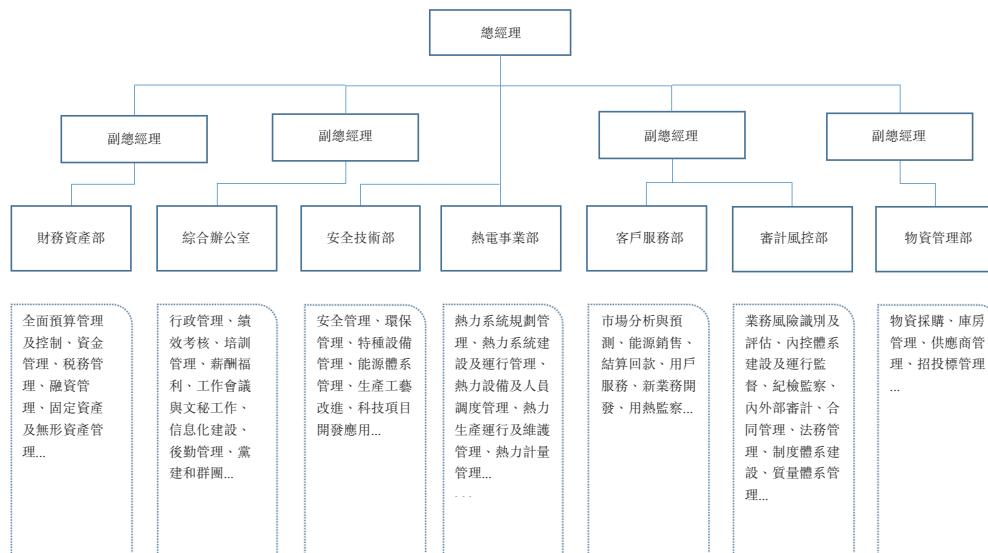 總經理
副總經理
副總經理
副總經理
副總經理
財務資產部
綜合辦公室
安全技術部
熱電事業部
客戶服務部
審計風控部
物資管理部
全面預算管理
及控制、資金
管理、稅務管
理、融資管
理、固定資產
及無形資產管
理...
行政管理、績
效考核、培訓
管理、薪酬福
利、工作會議
與文秘工作、
信息化建設、
後勤管理、黨
建和群團...
安全管理、環保
管理、特種設備
管理、能源體系
管理、生產工藝
改進、科技項目
開發應用...
熱力系統規劃管
理、熱力系統建
設及運行管理、
熱力設備及人員
調度管理、熱力
生產運行及維護
管理、熱力計量
管理...
...
市場分析與預
測、能源銷售、
結算回款、用戶
服務、新業務開
發、用熱監察...
業務風險識別及
評估、內控體系
建設及運行監
督、紀檢監察、
內外部審計、合
同管理、法務管
理、制度體系建
設、質量體系管
理...
物資採購、庫房
管理、供應商管
理、招投標管理
...